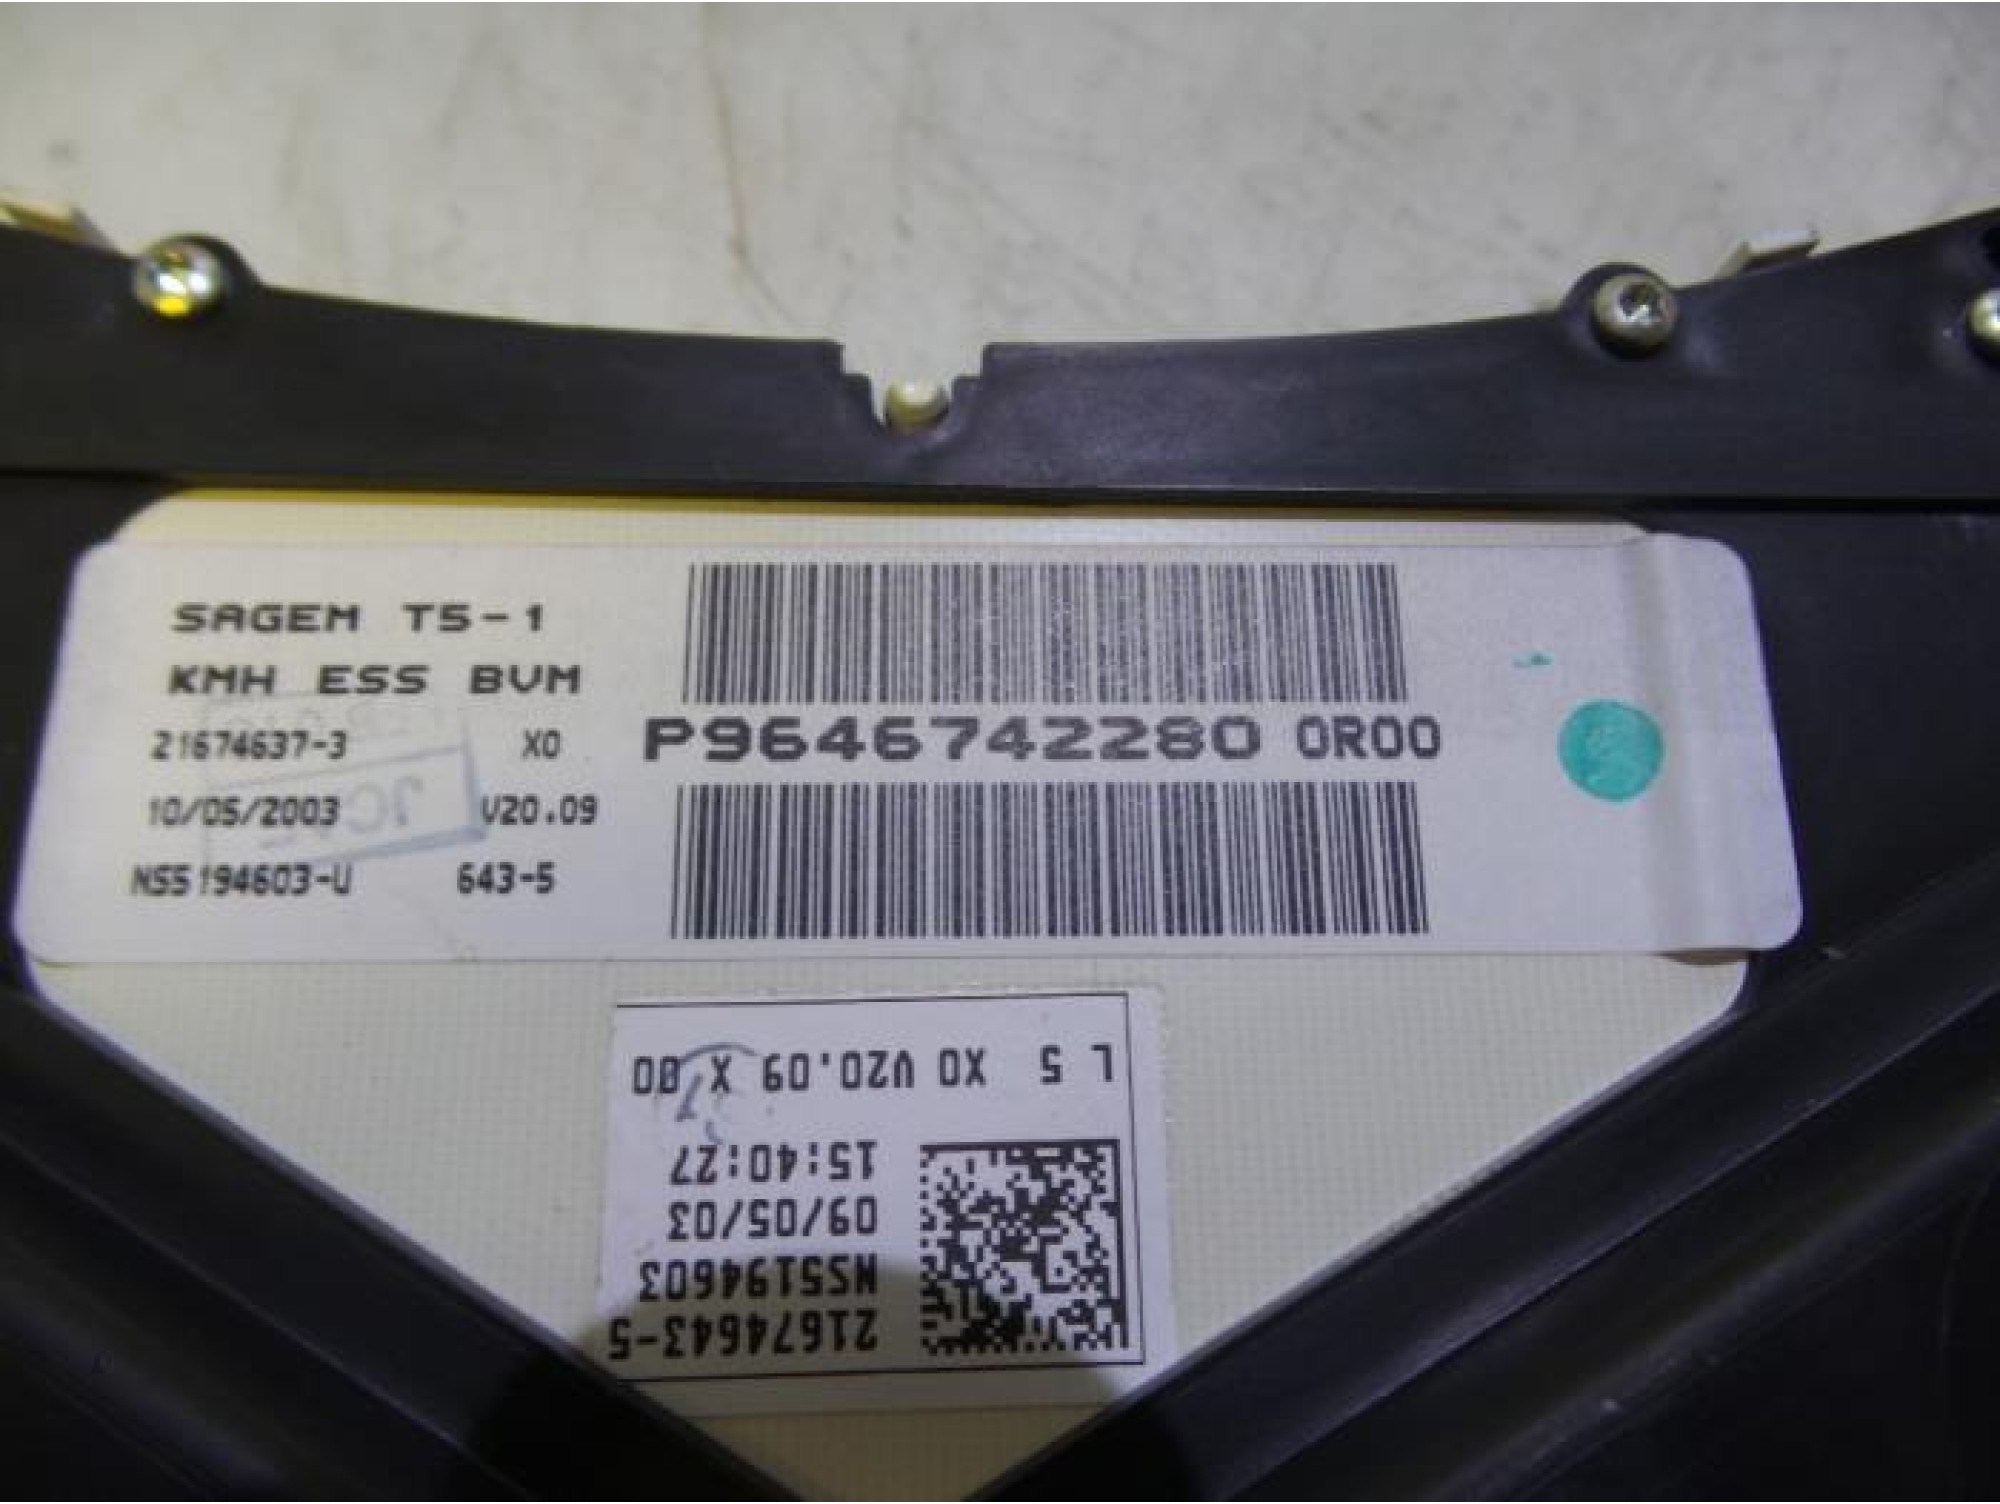 SAGEM T5-1
KMH ESS BVM
21674637-3 X0
P9646742280 0R00
10/05/2003 V20.09
NS5194603-U 643-5
L 5 X0 V20.09 X 00
15:40:27
09/05/03
NS5194603
21674643-5